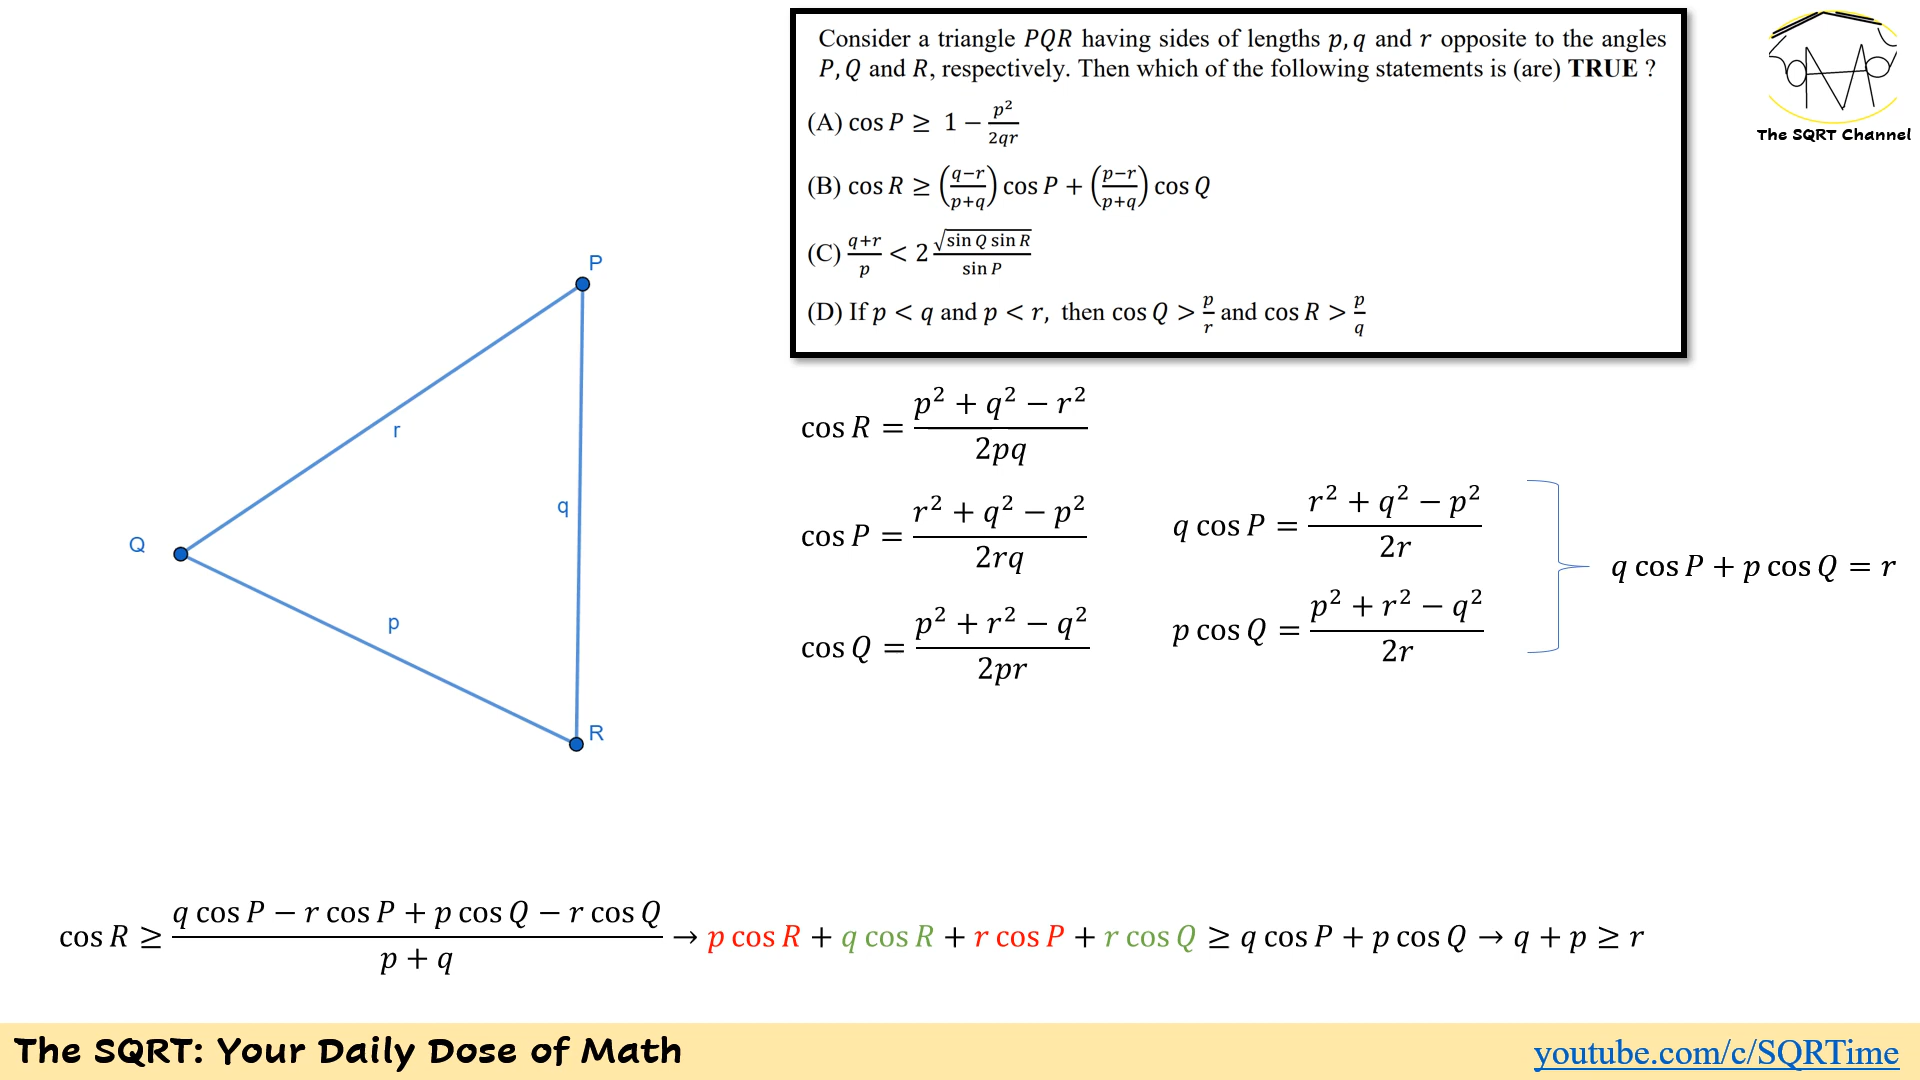 Consider a triangle PQR having sides of lengths p, q and r opposite to the angles
P, Q and R, respectively. Then which of the following statements is (are) TRUE ?
(A) cos P ≥ 1 − p²/2qr
(B) cos R ≥ ((q−r)/(p+q)) cos P + ((p−r)/(p+q)) cos Q
(C) (q+r)/p < 2 √(sin Q sin R)/sin P
(D) If p < q and p < r, then cos Q > p/r and cos R > p/q
The SQRT Channel
P
r
q
Q
p
R
cos R = (p² + q² − r²)/2pq
cos P = (r² + q² − p²)/2rq
cos Q = (p² + r² − q²)/2pr
q cos P = (r² + q² − p²)/2r
p cos Q = (p² + r² − q²)/2r
q cos P + p cos Q = r
cos R ≥ (q cos P − r cos P + p cos Q − r cos Q)/(p + q) → p cos R + q cos R + r cos P + r cos Q ≥ q cos P + p cos Q → q + p ≥ r
The SQRT: Your Daily Dose of Math
youtube.com/c/SQRTime